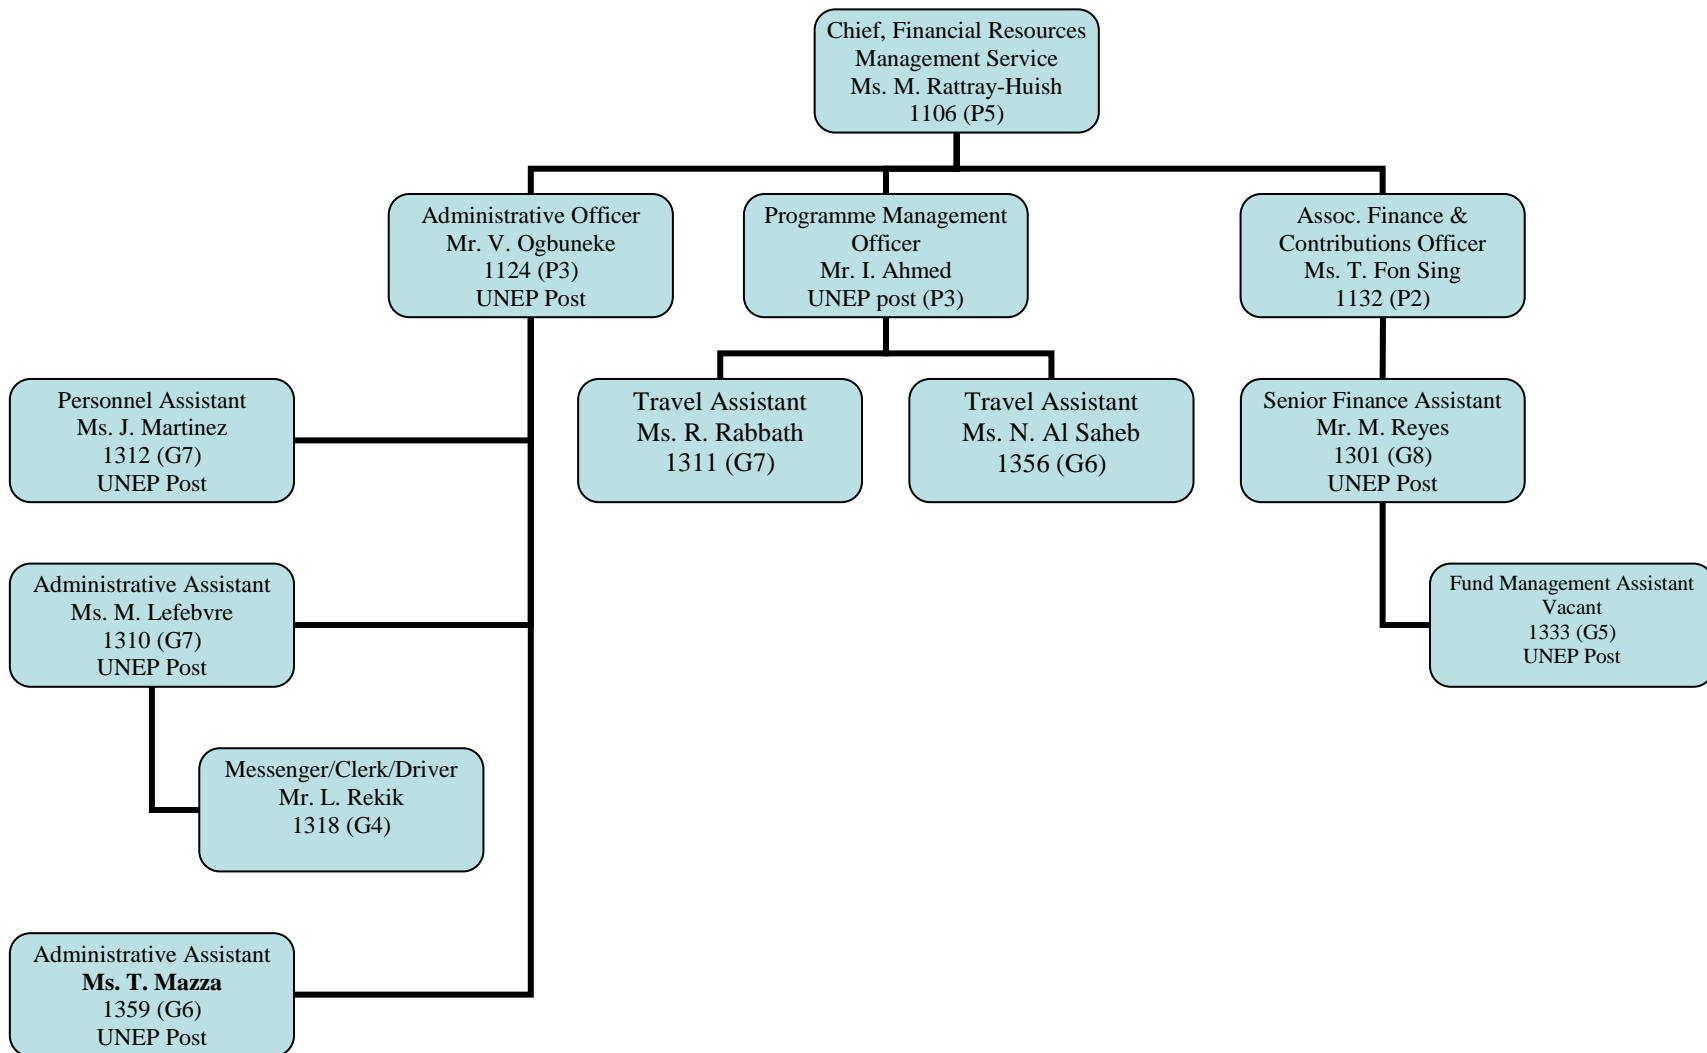 Chief, Financial Resources
Management Service
Ms. M. Rattray-Huish
1106 (P5)
Administrative Officer
Mr. V. Ogbuneke
1124 (P3)
UNEP Post
Programme Management
Officer
Mr. I. Ahmed
UNEP post (P3)
Assoc. Finance &
Contributions Officer
Ms. T. Fon Sing
1132 (P2)
Personnel Assistant
Ms. J. Martinez
1312 (G7)
UNEP Post
Travel Assistant
Ms. R. Rabbath
1311 (G7)
Travel Assistant
Ms. N. Al Saheb
1356 (G6)
Senior Finance Assistant
Mr. M. Reyes
1301 (G8)
UNEP Post
Administrative Assistant
Ms. M. Lefebvre
1310 (G7)
UNEP Post
Fund Management Assistant
Vacant
1333 (G5)
UNEP Post
Messenger/Clerk/Driver
Mr. L. Rekik
1318 (G4)
Administrative Assistant
Ms. T. Mazza
1359 (G6)
UNEP Post